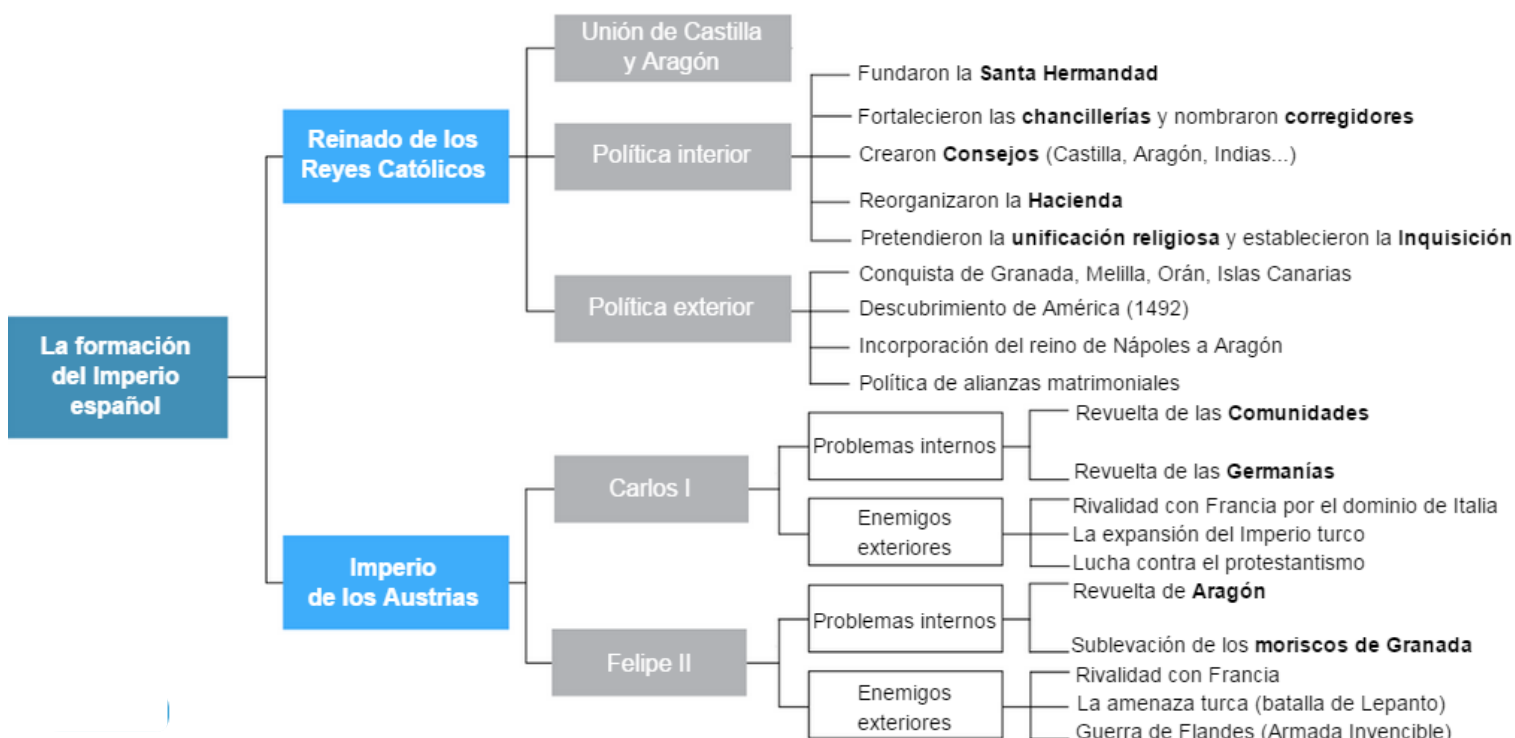 La formación
del Imperio
español
Reinado de los
Reyes Católicos
Unión de Castilla
y Aragón
Política interior
Fundaron la Santa Hermandad
Fortalecieron las chancillerías y nombraron corregidores
Crearon Consejos (Castilla, Aragón, Indias...)
Reorganizaron la Hacienda
Pretendieron la unificación religiosa y establecieron la Inquisición
Política exterior
Conquista de Granada, Melilla, Orán, Islas Canarias
Descubrimiento de América (1492)
Incorporación del reino de Nápoles a Aragón
Política de alianzas matrimoniales
Imperio
de los Austrias
Carlos I
Problemas internos
Revuelta de las Comunidades
Revuelta de las Germanías
Enemigos
exteriores
Rivalidad con Francia por el dominio de Italia
La expansión del Imperio turco
Lucha contra el protestantismo
Felipe II
Problemas internos
Revuelta de Aragón
Sublevación de los moriscos de Granada
Enemigos
exteriores
Rivalidad con Francia
La amenaza turca (batalla de Lepanto)
Guerra de Flandes (Armada Invencible)